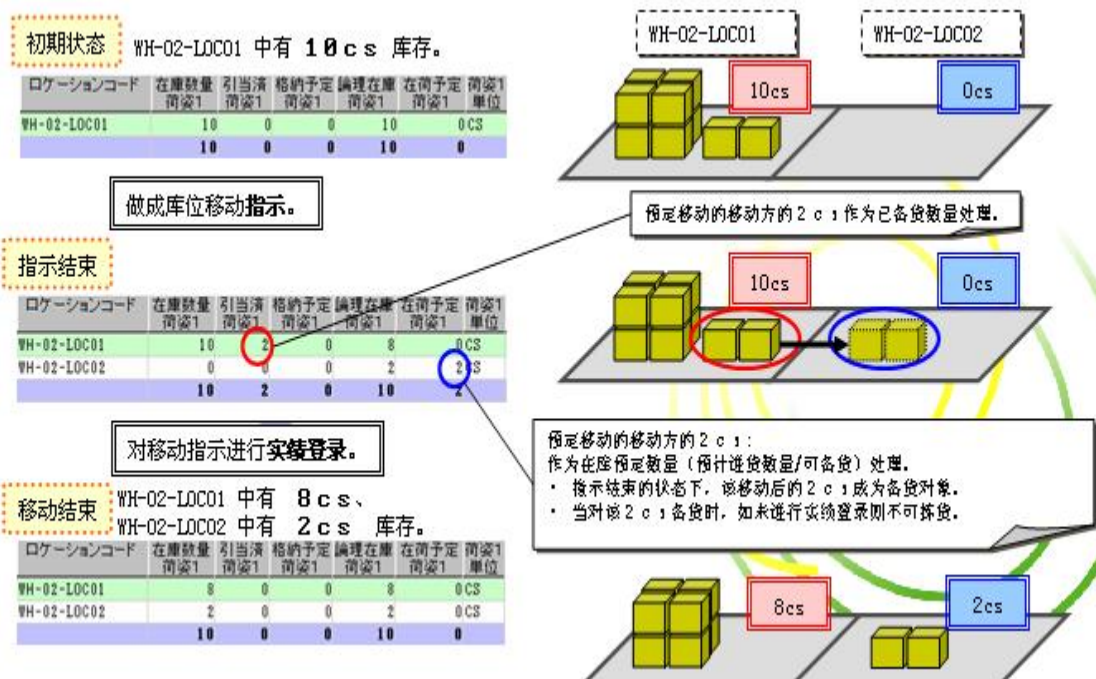 初期状态
WH-02-LOC01 中有 10cs 库存。
ロケーションコード 在庫数量 引当済 格納予定 論理在庫 在荷予定 荷姿1
荷姿1 荷姿1 荷姿1 荷姿1 荷姿1 単位
WH-02-LOC01 10 0 0 10 0 CS
10 0 0 10 0
WH-02-LOC01
WH-02-LOC02
10cs
0cs
做成库位移动指示。
预定移动的移动方的2cs作为已备货数量处理。
指示结束
ロケーションコード 在庫数量 引当済 格納予定 論理在庫 在荷予定 荷姿1
荷姿1 荷姿1 荷姿1 荷姿1 荷姿1 単位
WH-02-LOC01 10 2 0 8 0 CS
WH-02-LOC02 0 0 0 2 2 CS
10 2 0 10 2
10cs
0cs
对移动指示进行实绩登录。
预定移动的移动方的2cs:
作为在库预定数量（预计进货数量/可备货）处理。
· 指示结束的状态下，该移动后的2cs成为备货对象。
· 当对该2cs备货时，如未进行实绩登录则不可拣货。
移动结束
WH-02-LOC01 中有 8cs、
WH-02-LOC02 中有 2cs 库存。
ロケーションコード 在庫数量 引当済 格納予定 論理在庫 在荷予定 荷姿1
荷姿1 荷姿1 荷姿1 荷姿1 荷姿1 単位
WH-02-LOC01 8 0 0 8 0 CS
WH-02-LOC02 2 0 0 2 0 CS
10 0 0 10 0
8cs
2cs